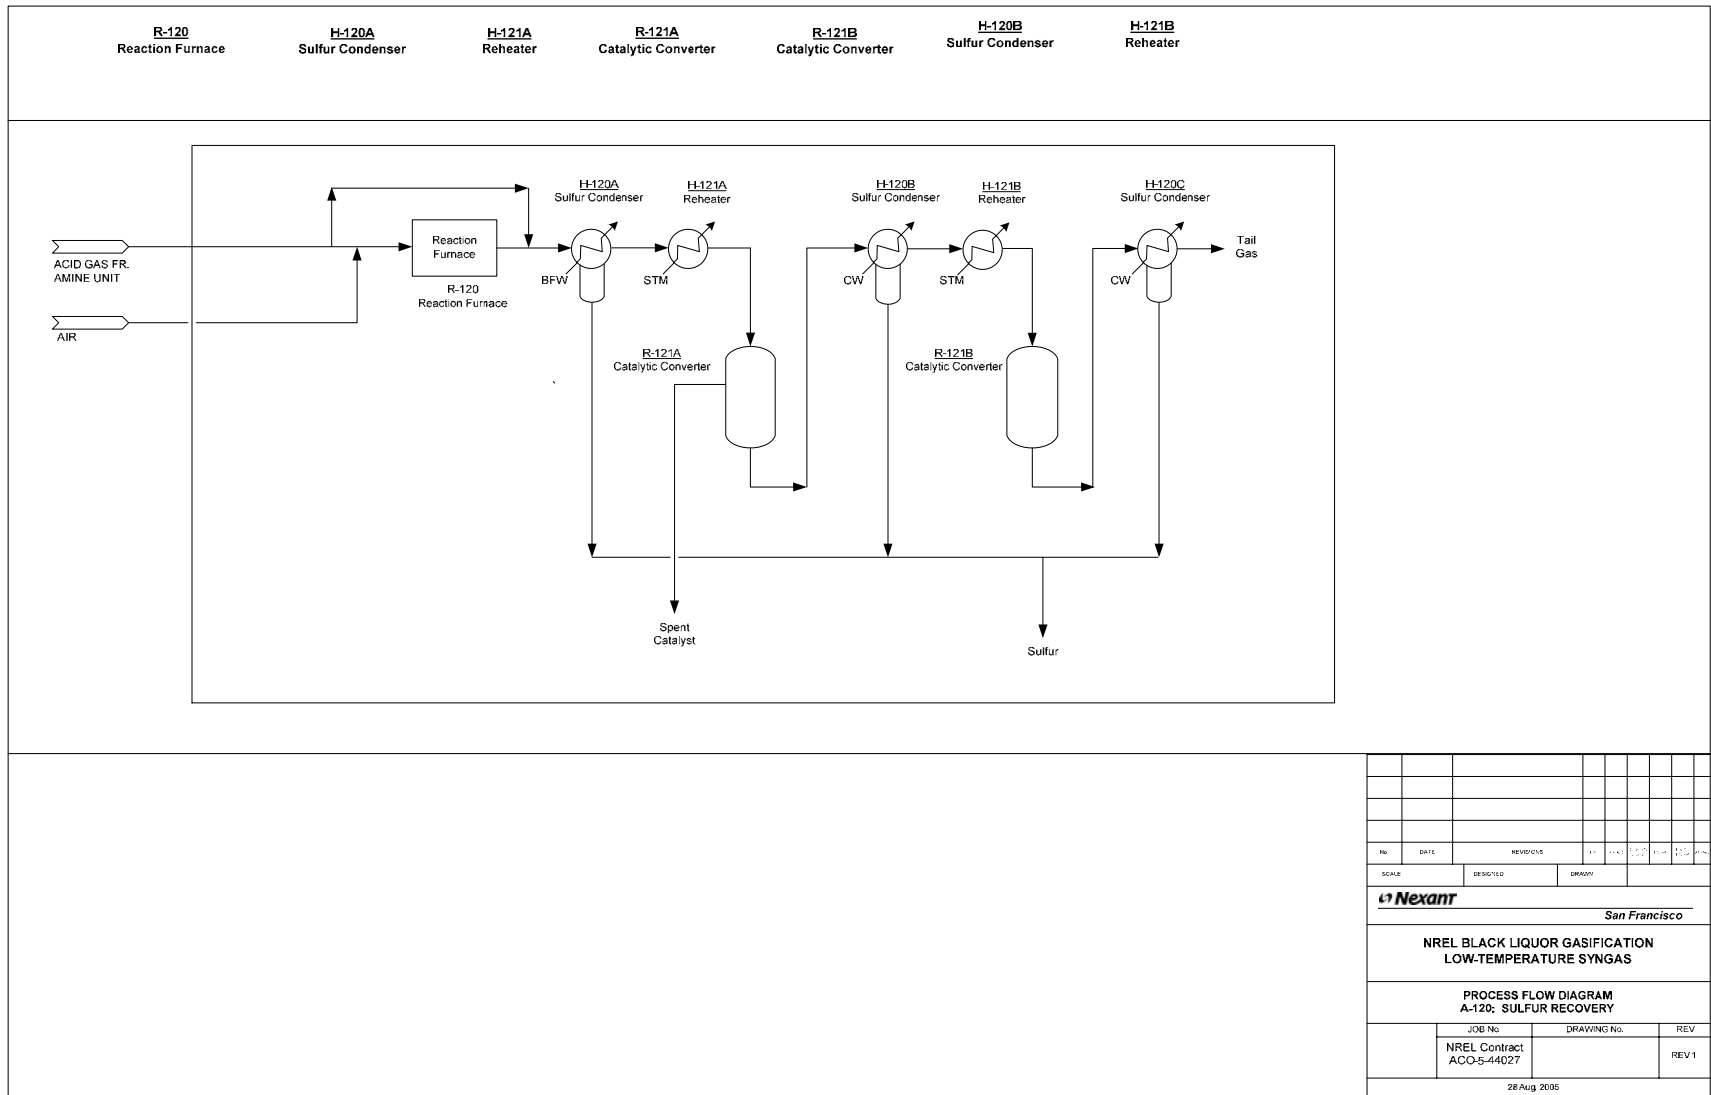 R-120
Reaction Furnace
H-120A
Sulfur Condenser
H-121A
Reheater
R-121A
Catalytic Converter
R-121B
Catalytic Converter
H-120B
Sulfur Condenser
H-121B
Reheater
H-120A
Sulfur Condenser
H-121A
Reheater
H-120B
Sulfur Condenser
H-121B
Reheater
H-120C
Sulfur Condenser
ACID GAS FR.
AMINE UNIT
Reaction
Furnace
R-120
Reaction Furnace
BFW
STM
CW
STM
CW
Tail
Gas
AIR
R-121A
Catalytic Converter
R-121B
Catalytic Converter
Spent
Catalyst
Sulfur
No
DATE
REVISIONS
SCALE
DESIGNED
DRAWN
Nexant
San Francisco
NREL BLACK LIQUOR GASIFICATION
LOW-TEMPERATURE SYNGAS
PROCESS FLOW DIAGRAM
A-120: SULFUR RECOVERY
JOB No
DRAWING No.
REV
NREL Contract
ACO-5-44027
REV 1
28 Aug, 2005